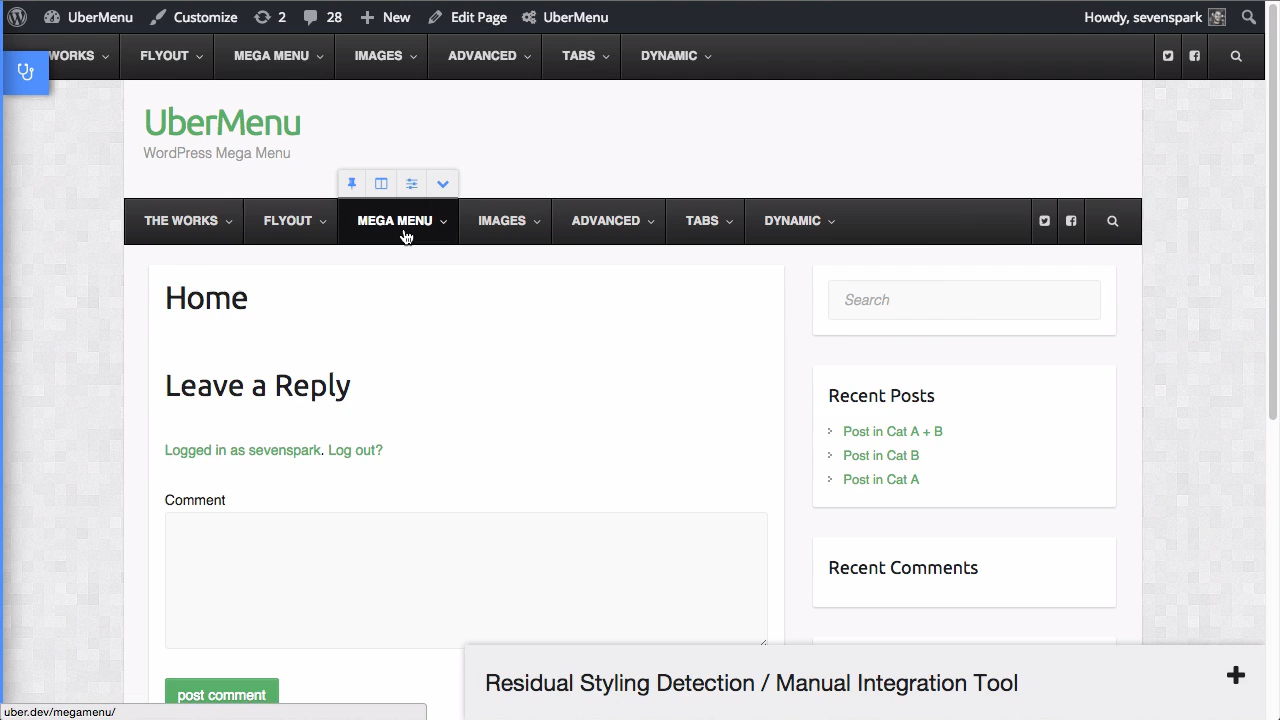 UberMenu Customize 2 28 New Edit Page UberMenu Howdy, sevenspark
WORKS FLYOUT MEGA MENU IMAGES ADVANCED TABS DYNAMIC
UberMenu
WordPress Mega Menu
THE WORKS FLYOUT MEGA MENU IMAGES ADVANCED TABS DYNAMIC
Home
Search
Leave a Reply
Recent Posts
Post in Cat A + B
Logged in as sevenspark. Log out?
Post in Cat B
Post in Cat A
Comment
Recent Comments
Residual Styling Detection / Manual Integration Tool
post comment
uber.dev/megamenu/